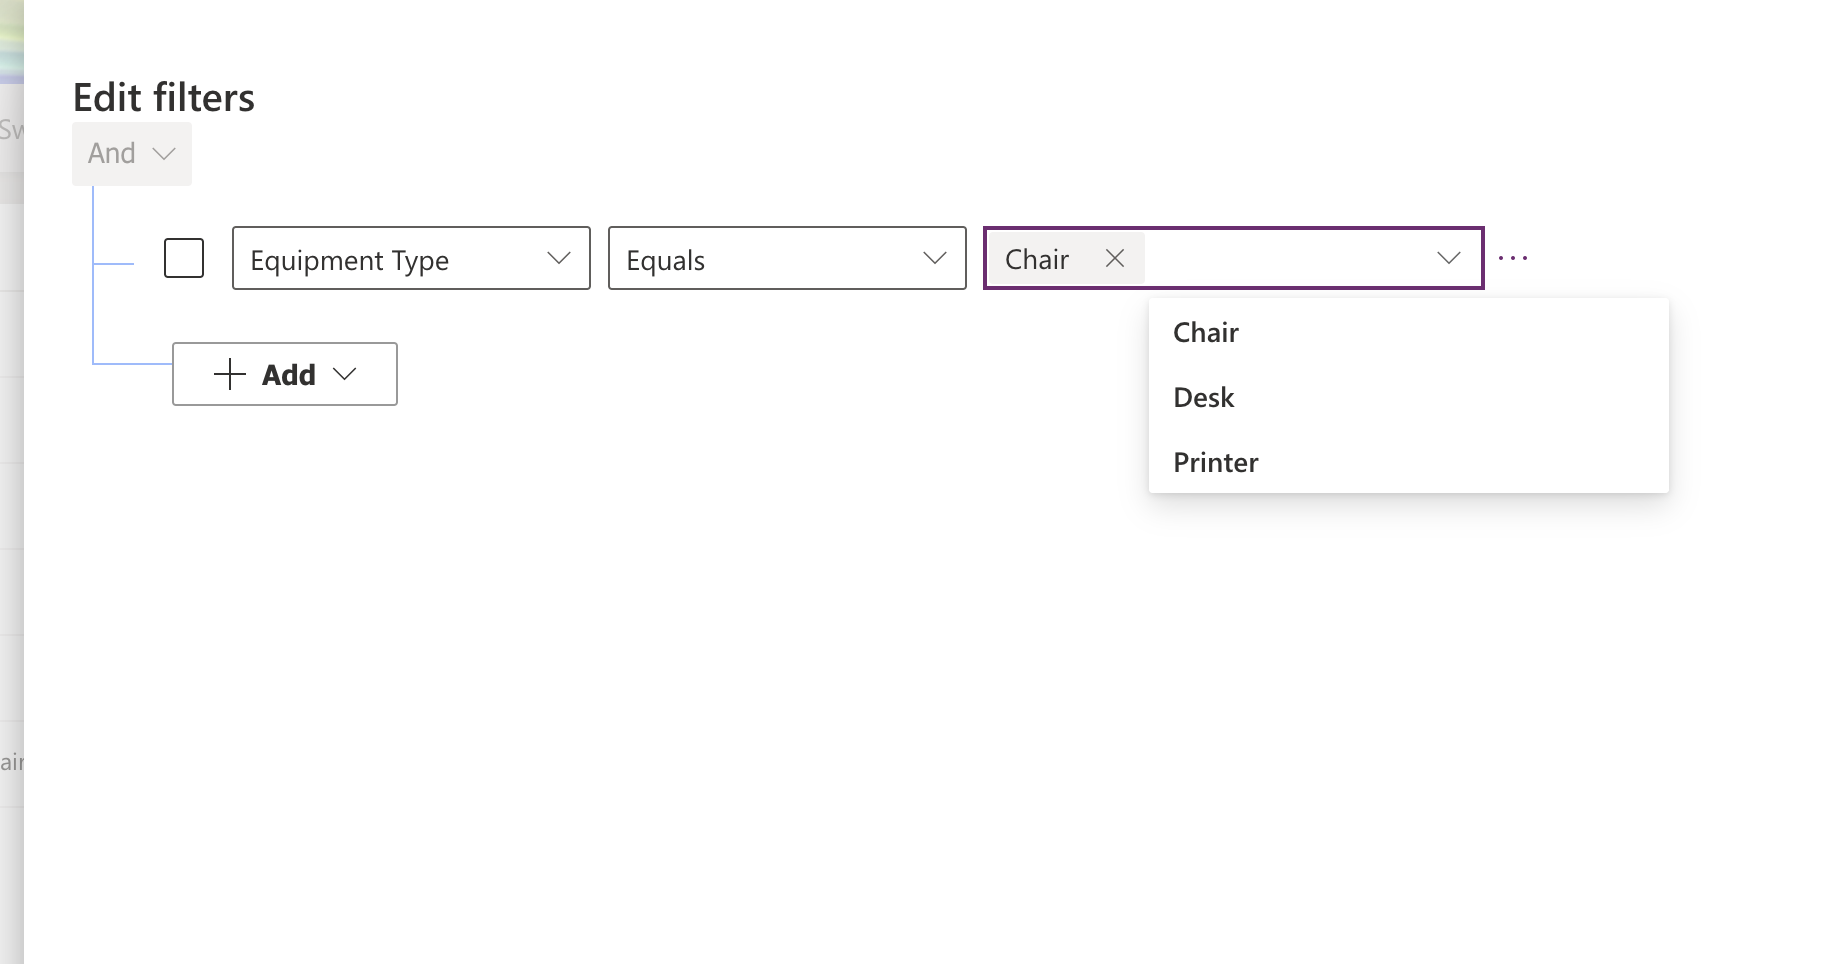 Edit filters
And
Equipment Type Equals Chair
Chair
Desk
Printer
Add